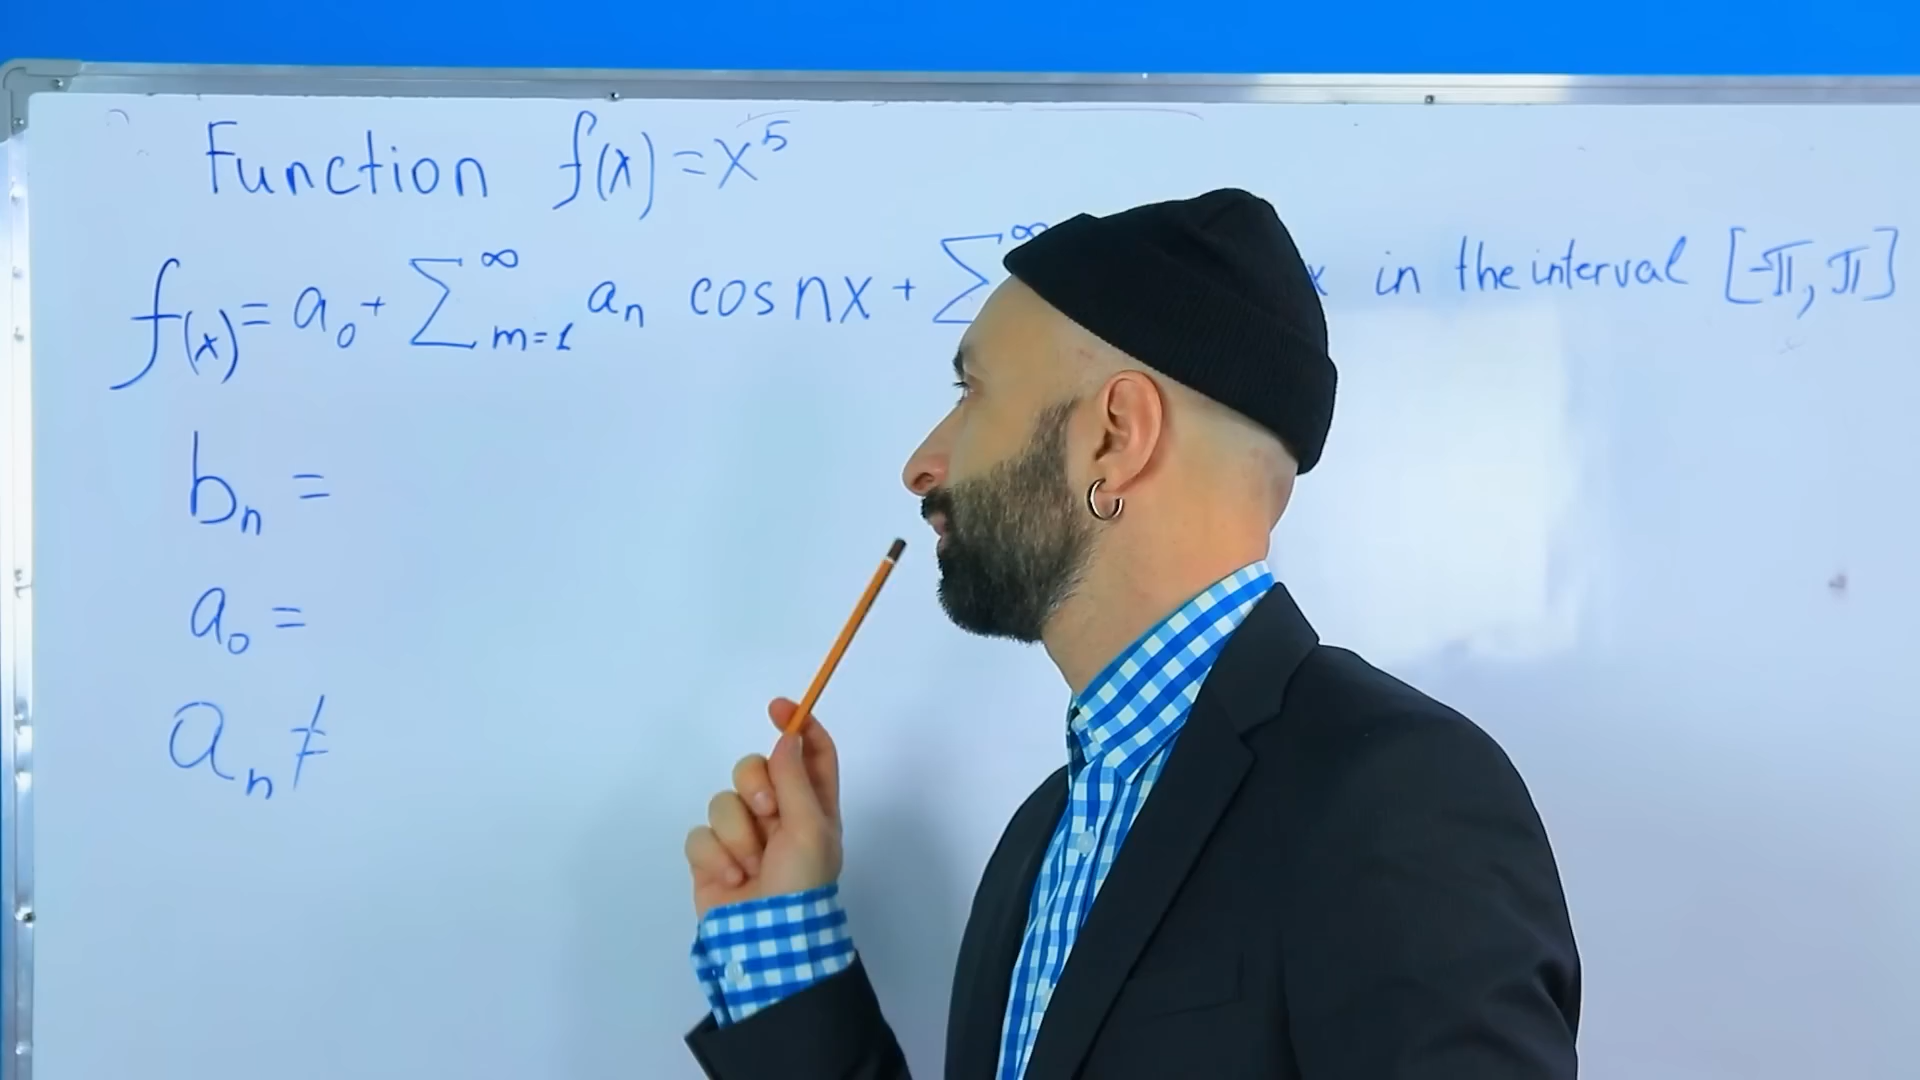 Function f(x) = x⁵
f(x) = a₀ + ∑^∞ m=1 aₙ cos nx + ∑^∞ x in the interval [-π, π]
bₙ =
a₀ =
aₙ ≠